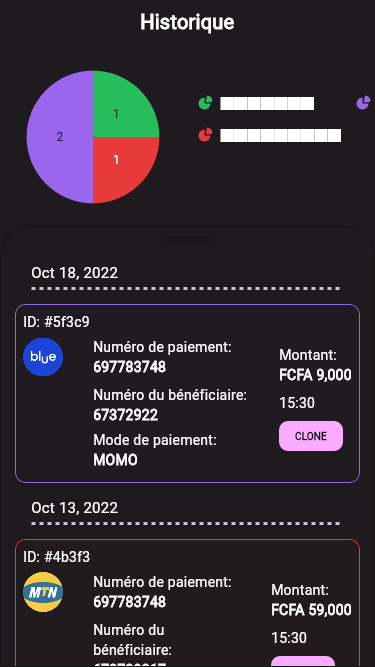 Historique
1
2
1
Oct 18, 2022
ID: #5f3c9
blue
Numéro de paiement:
697783748
Numéro du bénéficiaire:
67372922
Mode de paiement:
MOMO
Montant:
FCFA 9,000
15:30
CLONE
Oct 13, 2022
ID: #4b3f3
MTN
Numéro de paiement:
697783748
Numéro du
bénéficiaire:
Montant:
FCFA 59,000
15:30